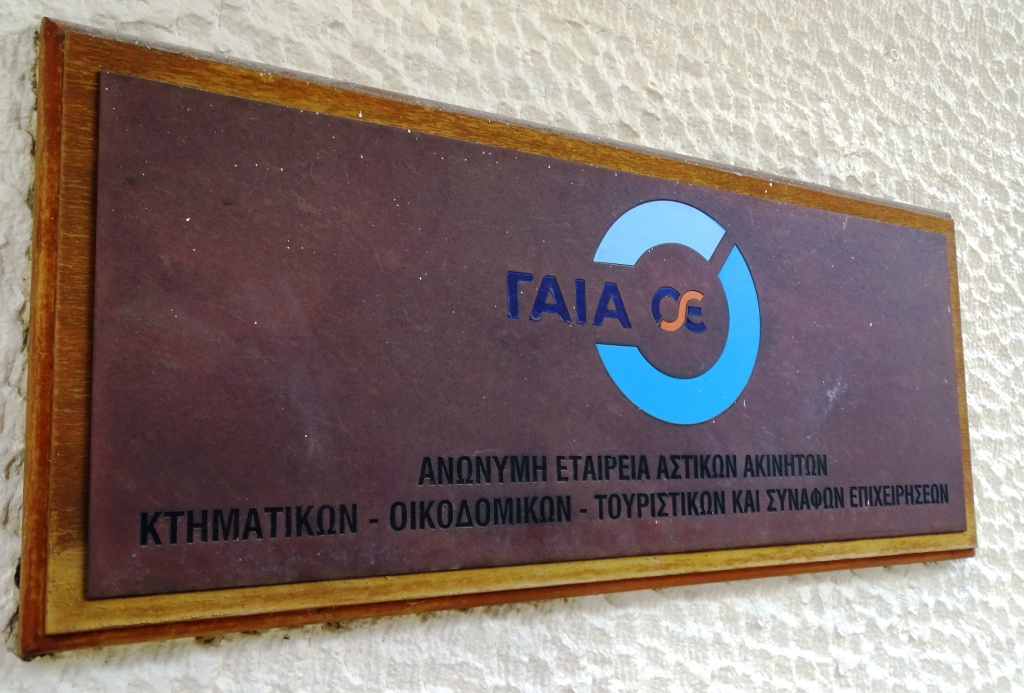 ΓΑΙΑ ΟΣΕ
ΑΝΩΝΥΜΗ ΕΤΑΙΡΕΙΑ ΑΣΤΙΚΩΝ ΑΚΙΝΗΤΩΝ
ΚΤΗΜΑΤΙΚΩΝ - ΟΙΚΟΔΟΜΙΚΩΝ - ΤΟΥΡΙΣΤΙΚΩΝ ΚΑΙ ΣΥΝΑΦΩΝ ΕΠΙΧΕΙΡΗΣΕΩΝ